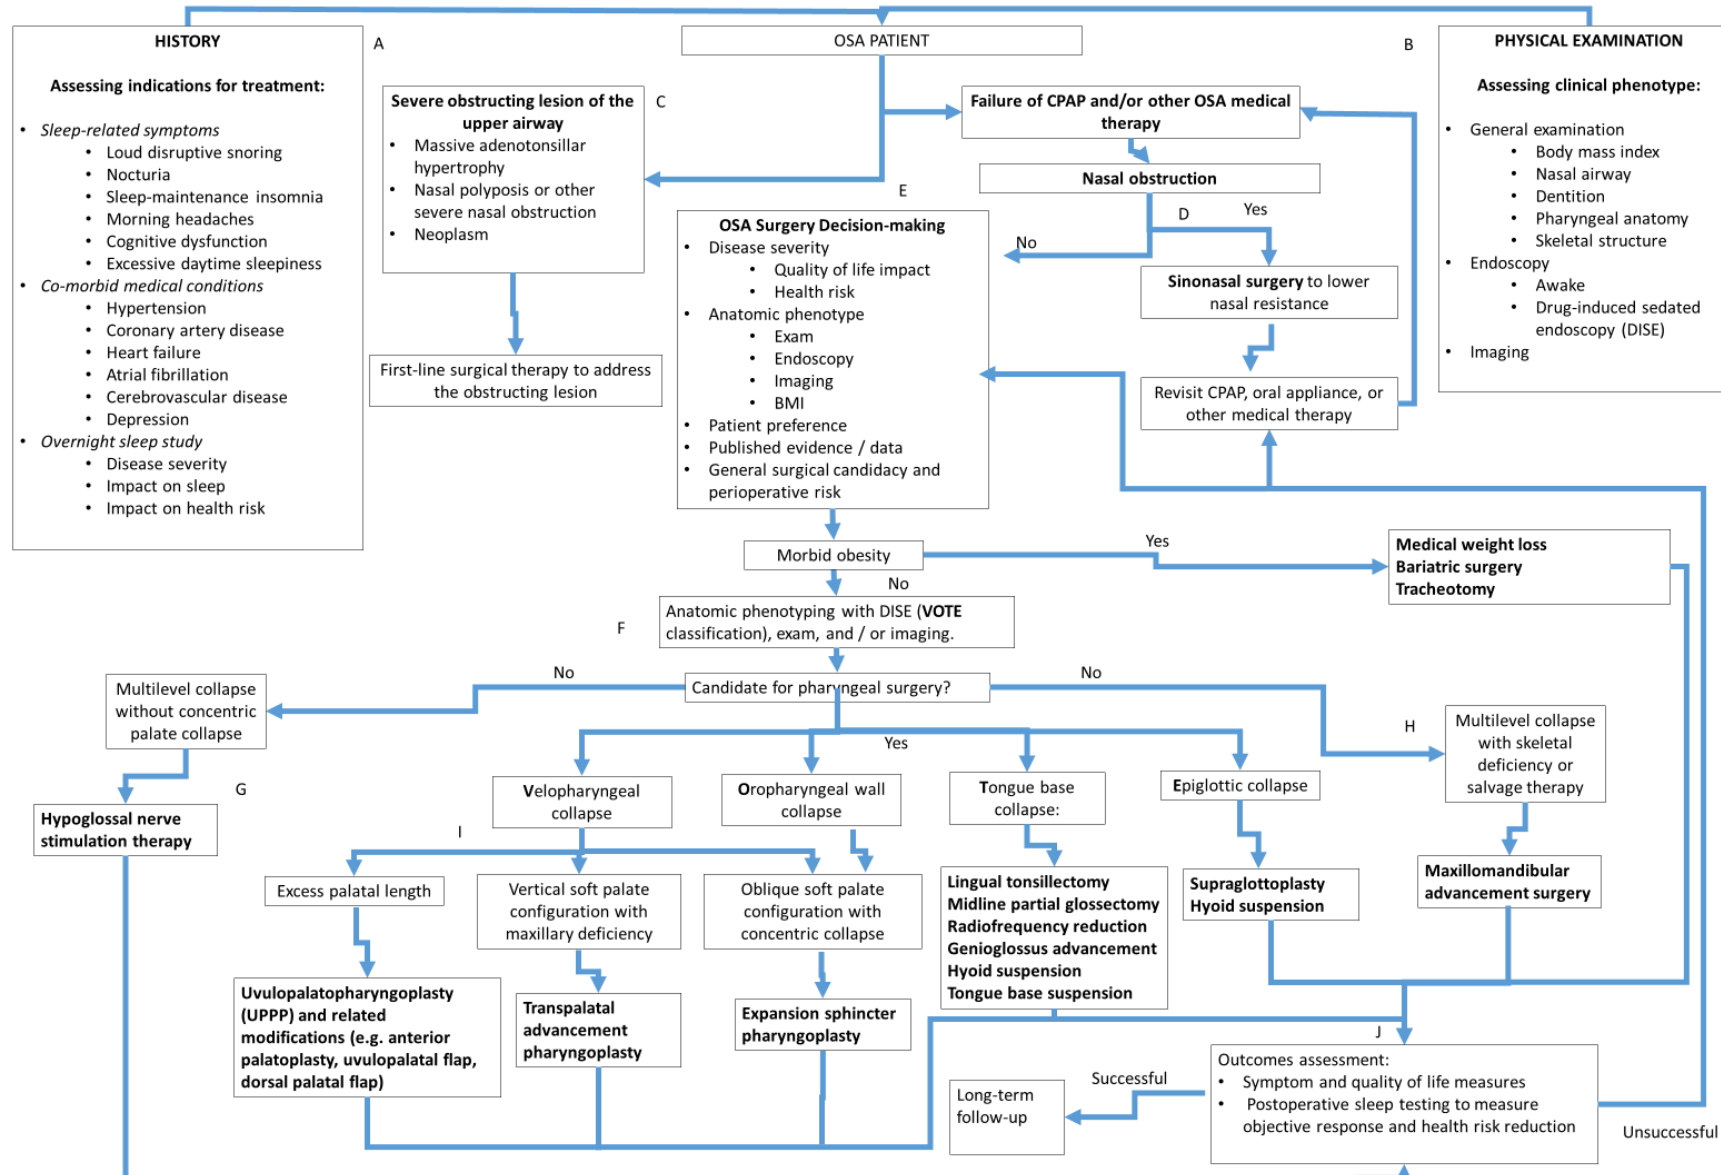 HISTORY
Assessing indications for treatment:
• Sleep-related symptoms
• Loud disruptive snoring
• Nocturia
• Sleep-maintenance insomnia
• Morning headaches
• Cognitive dysfunction
• Excessive daytime sleepiness
• Co-morbid medical conditions
• Hypertension
• Coronary artery disease
• Heart failure
• Atrial fibrillation
• Cerebrovascular disease
• Depression
• Overnight sleep study
• Disease severity
• Impact on sleep
• Impact on health risk
A
OSA PATIENT
B
PHYSICAL EXAMINATION
Assessing clinical phenotype:
• General examination
• Body mass index
• Nasal airway
• Dentition
• Pharyngeal anatomy
• Skeletal structure
• Endoscopy
• Awake
• Drug-induced sedated
endoscopy (DISE)
• Imaging
Severe obstructing lesion of the
upper airway
• Massive adenotonsillar
hypertrophy
• Nasal polyposis or other
severe nasal obstruction
• Neoplasm
C
First-line surgical therapy to address
the obstructing lesion
Failure of CPAP and/or other OSA medical
therapy
Nasal obstruction
D
Yes
No
Sinonasal surgery to lower
nasal resistance
Revisit CPAP, oral appliance, or
other medical therapy
E
OSA Surgery Decision-making
• Disease severity
• Quality of life impact
• Health risk
• Anatomic phenotype
• Exam
• Endoscopy
• Imaging
• BMI
• Patient preference
• Published evidence / data
• General surgical candidacy and
perioperative risk
Morbid obesity
Yes
No
Medical weight loss
Bariatric surgery
Tracheotomy
F
Anatomic phenotyping with DISE (VOTE
classification), exam, and / or imaging.
Candidate for pharyngeal surgery?
No
No
Yes
Multilevel collapse
without concentric
palate collapse
G
Hypoglossal nerve
stimulation therapy
H
Multilevel collapse
with skeletal
deficiency or
salvage therapy
Maxillomandibular
advancement surgery
Velopharyngeal
collapse
Oropharyngeal wall
collapse
Tongue base
collapse:
Epiglottic collapse
I
Excess palatal length
Vertical soft palate
configuration with
maxillary deficiency
Oblique soft palate
configuration with
concentric collapse
Lingual tonsillectomy
Midline partial glossectomy
Radiofrequency reduction
Genioglossus advancement
Hyoid suspension
Tongue base suspension
Supraglottoplasty
Hyoid suspension
Uvulopalatopharyngoplasty
(UPPP) and related
modifications (e.g. anterior
palatoplasty, uvulopalatal flap,
dorsal palatal flap)
Transpalatal
advancement
pharyngoplasty
Expansion sphincter
pharyngoplasty
J
Outcomes assessment:
• Symptom and quality of life measures
• Postoperative sleep testing to measure
objective response and health risk reduction
Successful
Long-term
follow-up
Unsuccessful